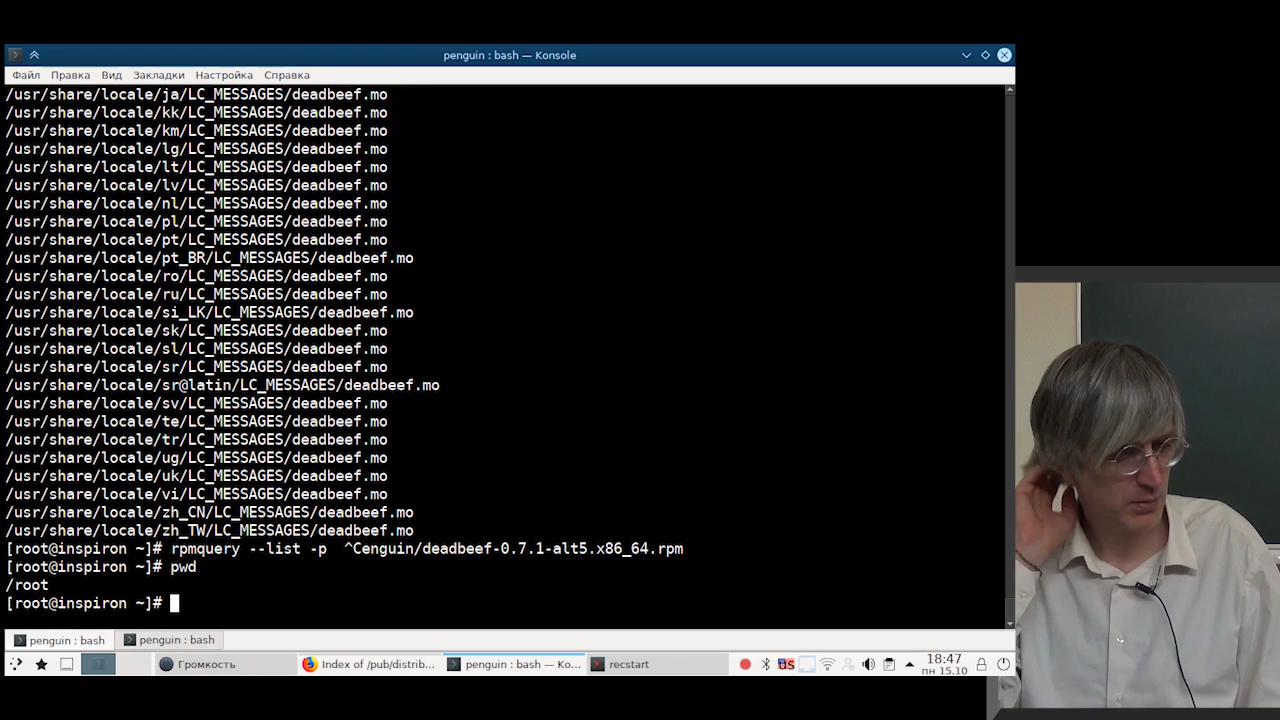 penguin : bash — Konsole
Файл Правка Вид Закладки Настройка Справка
/usr/share/locale/ja/LC_MESSAGES/deadbeef.mo
/usr/share/locale/kk/LC_MESSAGES/deadbeef.mo
/usr/share/locale/km/LC_MESSAGES/deadbeef.mo
/usr/share/locale/lg/LC_MESSAGES/deadbeef.mo
/usr/share/locale/lt/LC_MESSAGES/deadbeef.mo
/usr/share/locale/lv/LC_MESSAGES/deadbeef.mo
/usr/share/locale/nl/LC_MESSAGES/deadbeef.mo
/usr/share/locale/pl/LC_MESSAGES/deadbeef.mo
/usr/share/locale/pt/LC_MESSAGES/deadbeef.mo
/usr/share/locale/pt_BR/LC_MESSAGES/deadbeef.mo
/usr/share/locale/ro/LC_MESSAGES/deadbeef.mo
/usr/share/locale/ru/LC_MESSAGES/deadbeef.mo
/usr/share/locale/si_LK/LC_MESSAGES/deadbeef.mo
/usr/share/locale/sk/LC_MESSAGES/deadbeef.mo
/usr/share/locale/sl/LC_MESSAGES/deadbeef.mo
/usr/share/locale/sr/LC_MESSAGES/deadbeef.mo
/usr/share/locale/sr@latin/LC_MESSAGES/deadbeef.mo
/usr/share/locale/sv/LC_MESSAGES/deadbeef.mo
/usr/share/locale/te/LC_MESSAGES/deadbeef.mo
/usr/share/locale/tr/LC_MESSAGES/deadbeef.mo
/usr/share/locale/ug/LC_MESSAGES/deadbeef.mo
/usr/share/locale/uk/LC_MESSAGES/deadbeef.mo
/usr/share/locale/vi/LC_MESSAGES/deadbeef.mo
/usr/share/locale/zh_CN/LC_MESSAGES/deadbeef.mo
/usr/share/locale/zh_TW/LC_MESSAGES/deadbeef.mo
[root@inspiron ~]# rpmquery --list -p  ^Cenguin/deadbeef-0.7.1-alt5.x86_64.rpm
[root@inspiron ~]# pwd
/root
[root@inspiron ~]#
penguin : bash penguin : bash
Громкость Index of /pub/distrib... penguin : bash — Ko... recstart us 18:47
пн 15.10